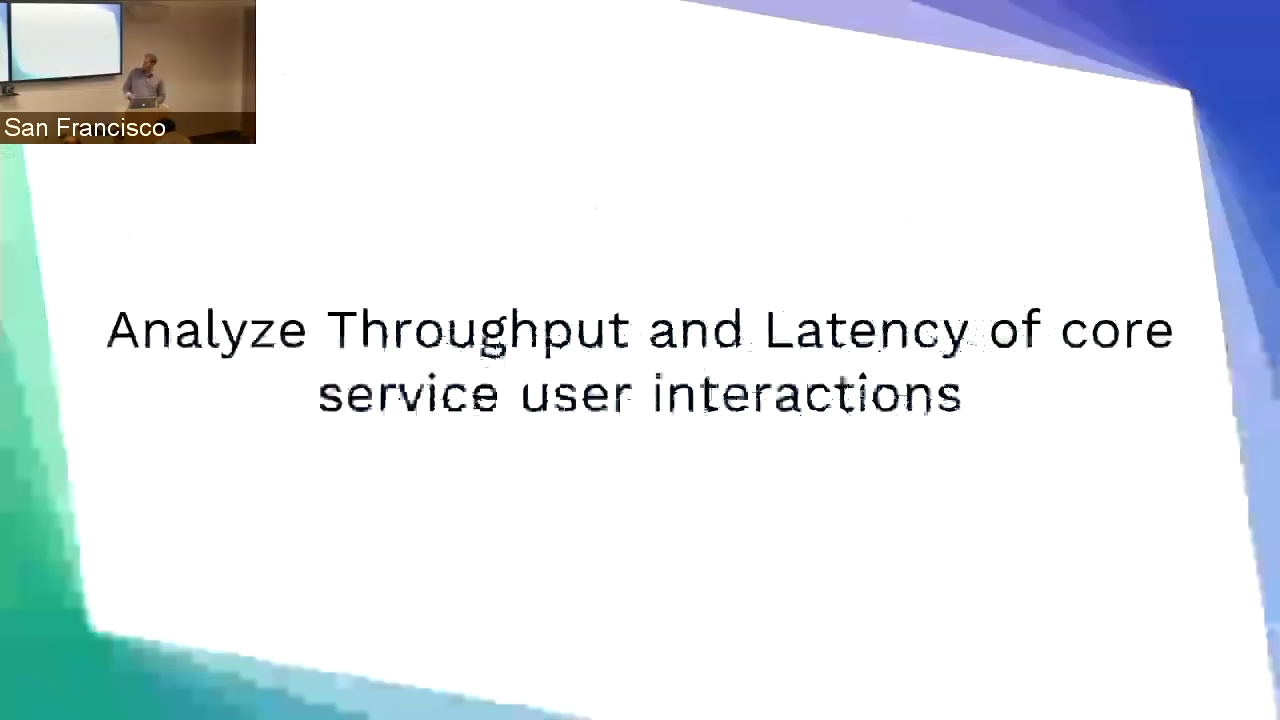 San Francisco
Analyze Throughput and Latency of core
service user interactions